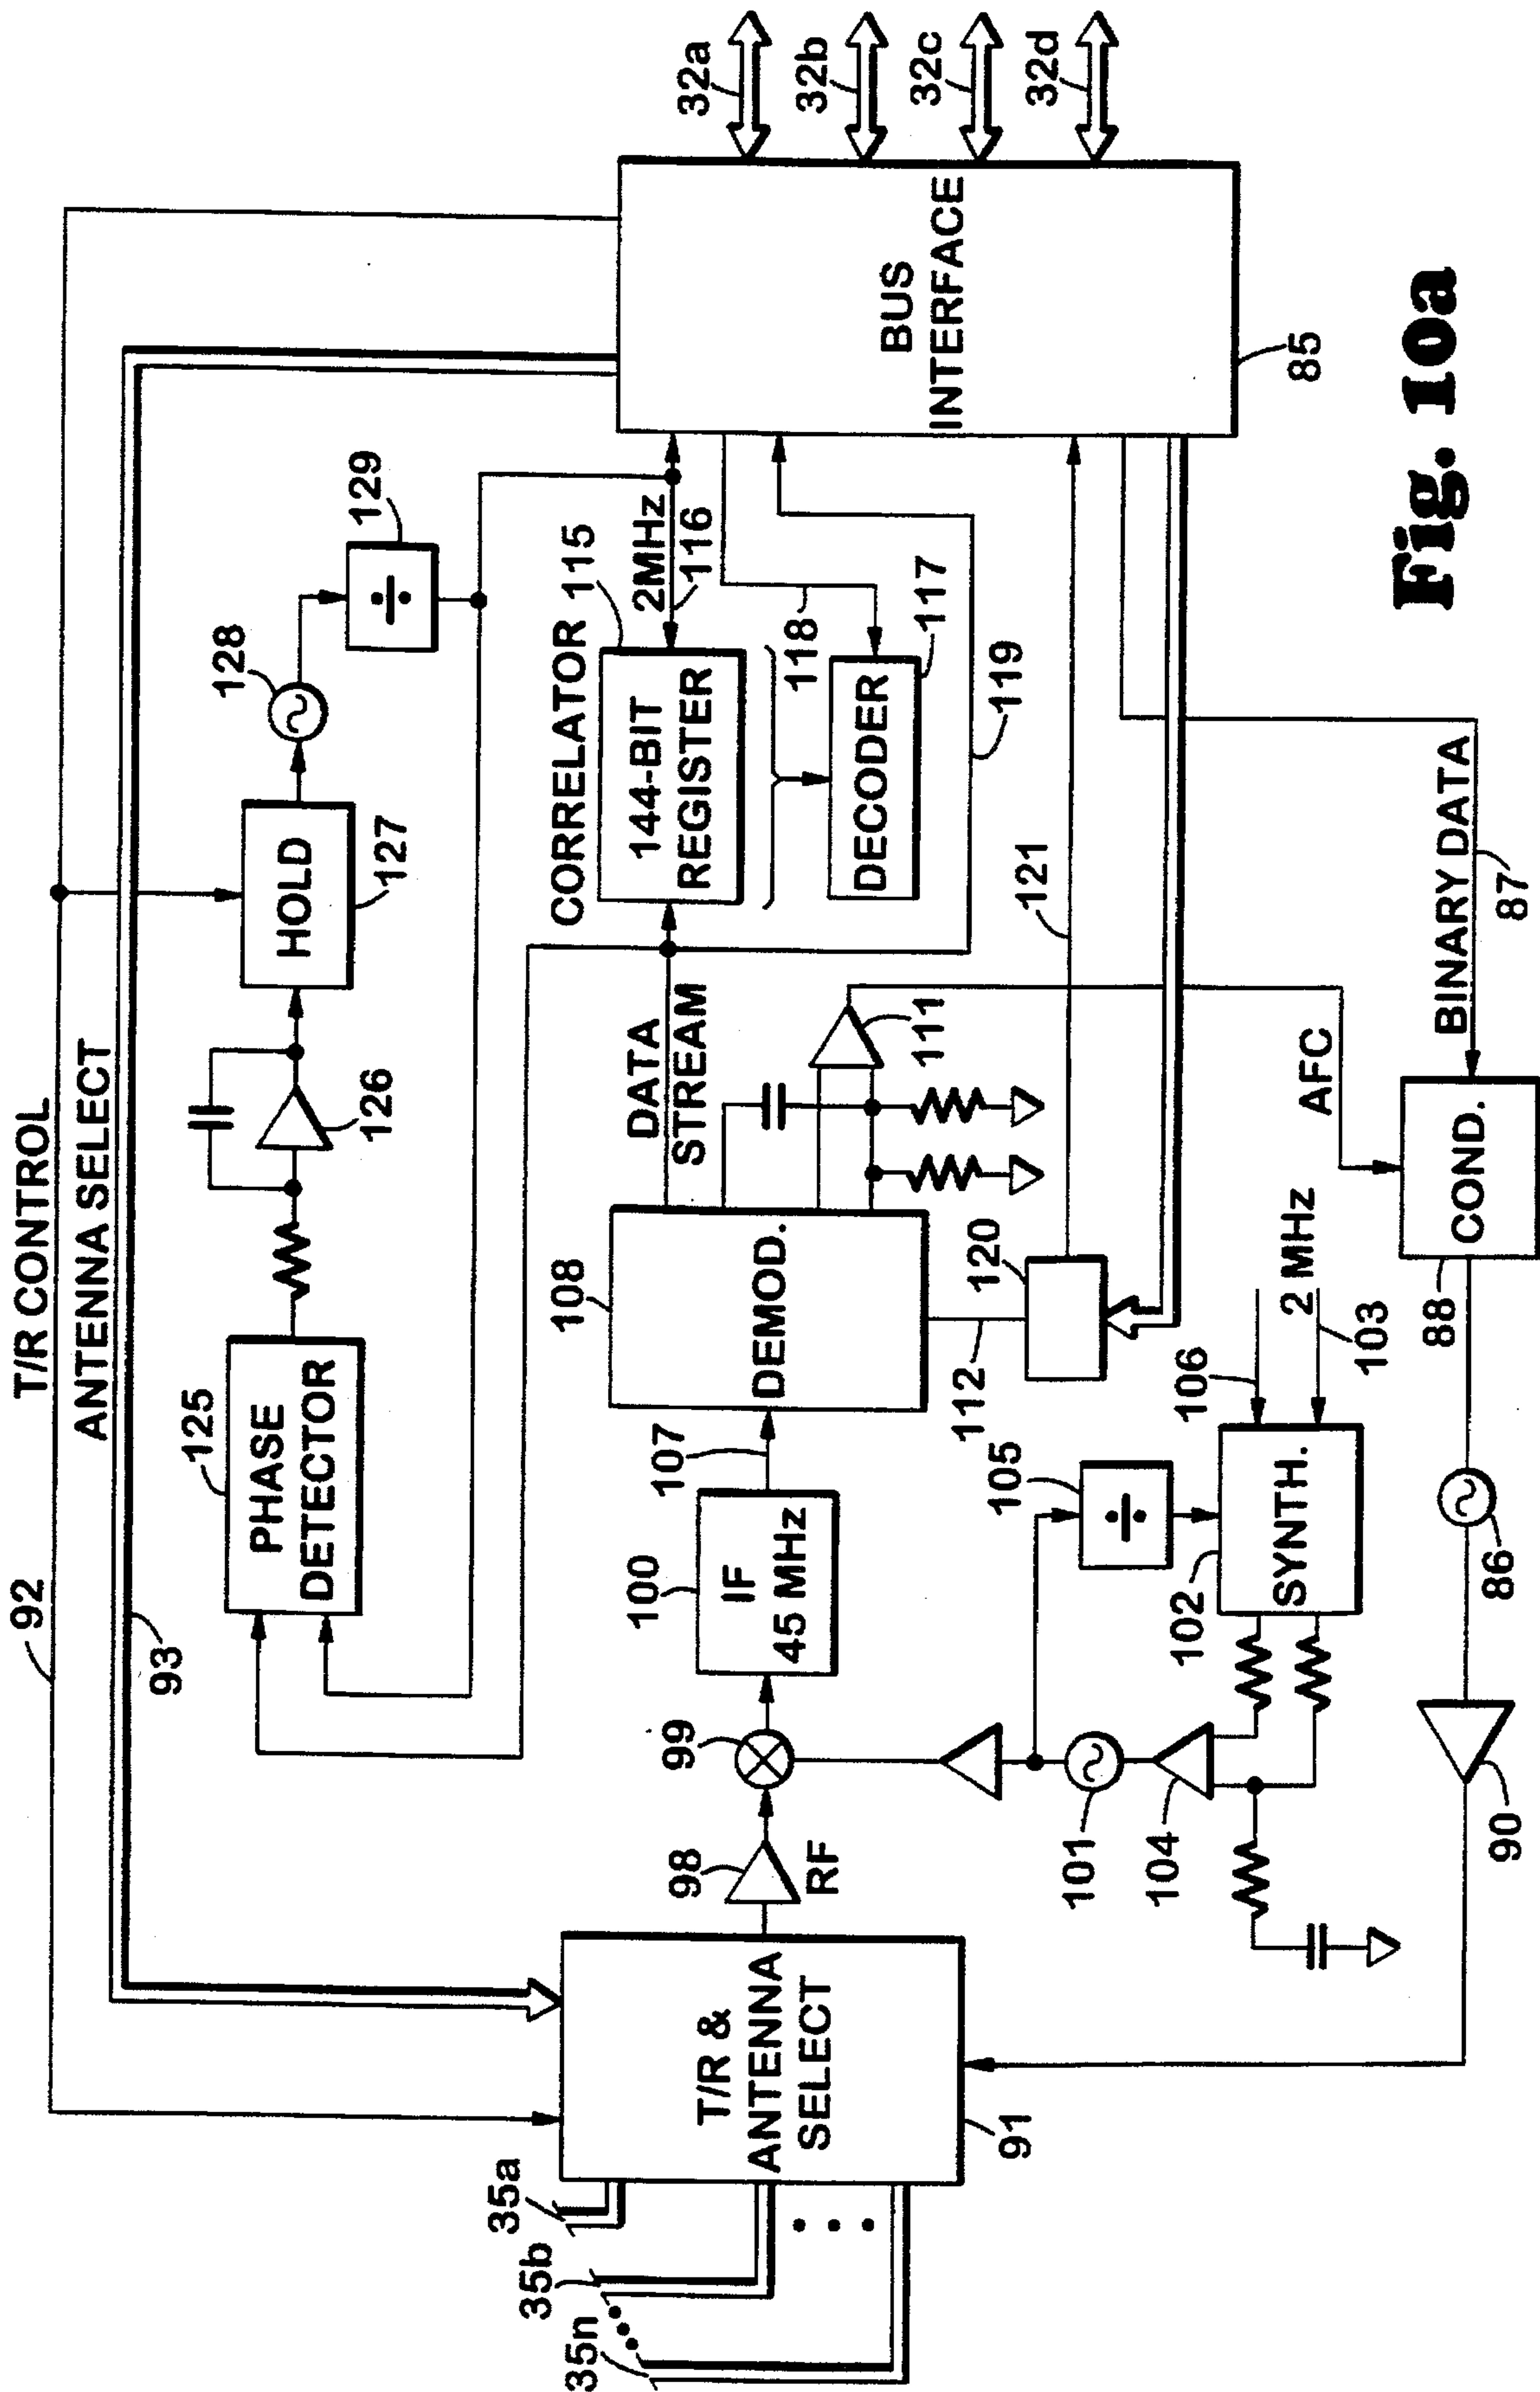 T/R CONTROL
ANTENNA SELECT
92
93
125
PHASE
DETECTOR
126
HOLD
127
128
129
35a
35b
35n
T/R &
ANTENNA
SELECT
91
98
RF
99
100
IF
45 MHz
107
108
DEMOD.
DATA
STREAM
111
CORRELATOR 115
144-BIT
REGISTER
2MHz
116
118
DECODER
117
119
BUS
INTERFACE
85
32a
32b
32c
32d
112
120
121
101
104
105
102
SYNTH.
106
2 MHz
103
AFC
BINARY DATA
87
COND.
88
86
90
Fig. 10a